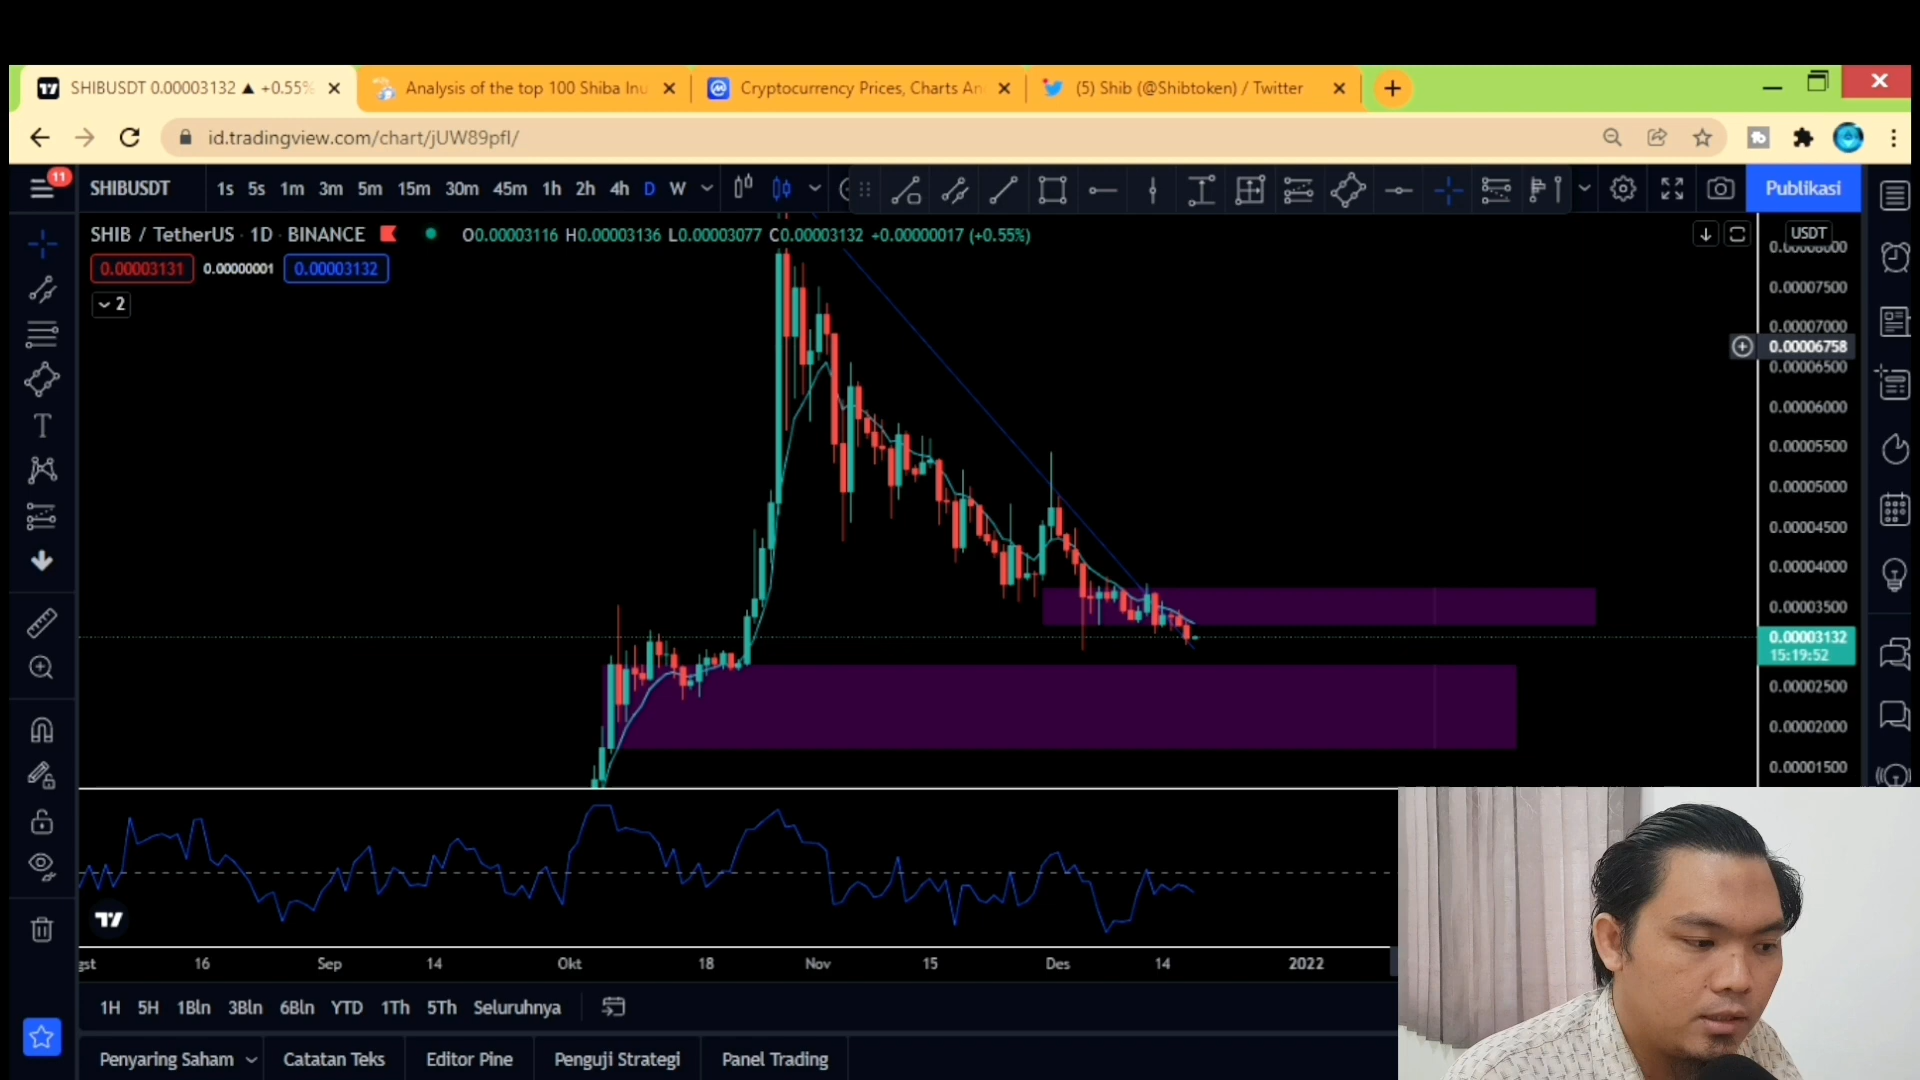 SHIBUSDT 0.00003132 ▲ +0.55%
Analysis of the top 100 Shiba Inu
Cryptocurrency Prices, Charts An
(5) Shib (@Shibtoken) / Twitter
id.tradingview.com/chart/jUW89pfl/
11
SHIBUSDT 1s 5s 1m 3m 5m 15m 30m 45m 1h 2h 4h D W
Publikasi
SHIB / TetherUS · 1D · BINANCE O0.00003116 H0.00003136 L0.00003077 C0.00003132 +0.00000017 (+0.55%)
USDT
0.00003131 0.00000001 0.00003132
2
0.00008000
0.00007500
0.00007000
0.00006758
0.00006500
0.00006000
0.00005500
0.00005000
0.00004500
0.00004000
0.00003500
0.00003132
15:19:52
0.00002500
0.00002000
0.00001500
gst 16 Sep 14 Okt 18 Nov 15 Des 14 2022
1H 5H 1Bln 3Bln 6Bln YTD 1Th 5Th Seluruhnya
Penyaring Saham Catatan Teks Editor Pine Penguji Strategi Panel Trading